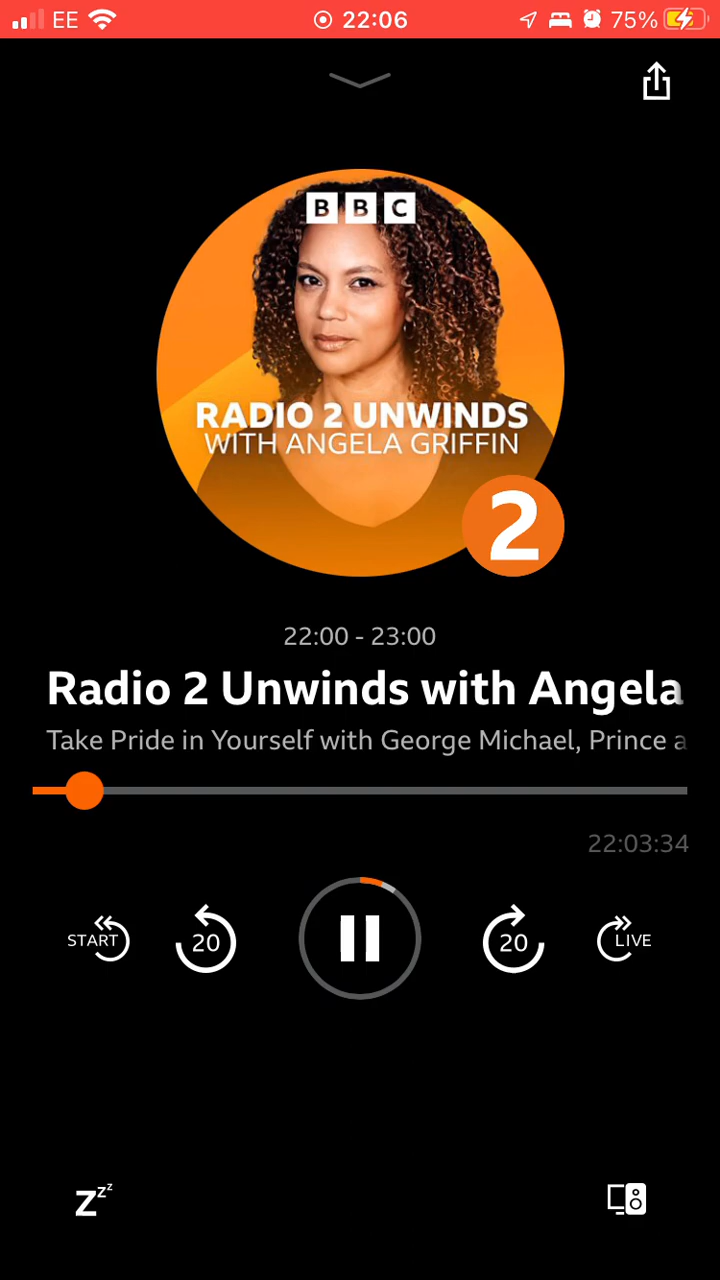 EE 22:06 75%
BBC
RADIO 2 UNWINDS
WITH ANGELA GRIFFIN
2
22:00 - 23:00
Radio 2 Unwinds with Angela
Take Pride in Yourself with George Michael, Prince a
22:03:34
START 20 20 LIVE
Zzz